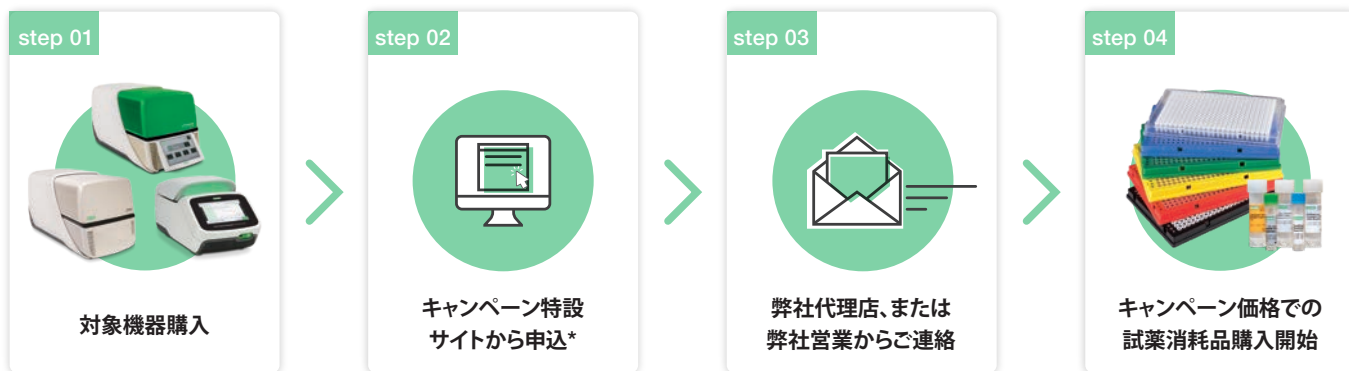 step 01
対象機器購入
step 02
キャンペーン特設
サイトから申込*
step 03
弊社代理店、または
弊社営業からご連絡
step 04
キャンペーン価格での
試薬消耗品購入開始